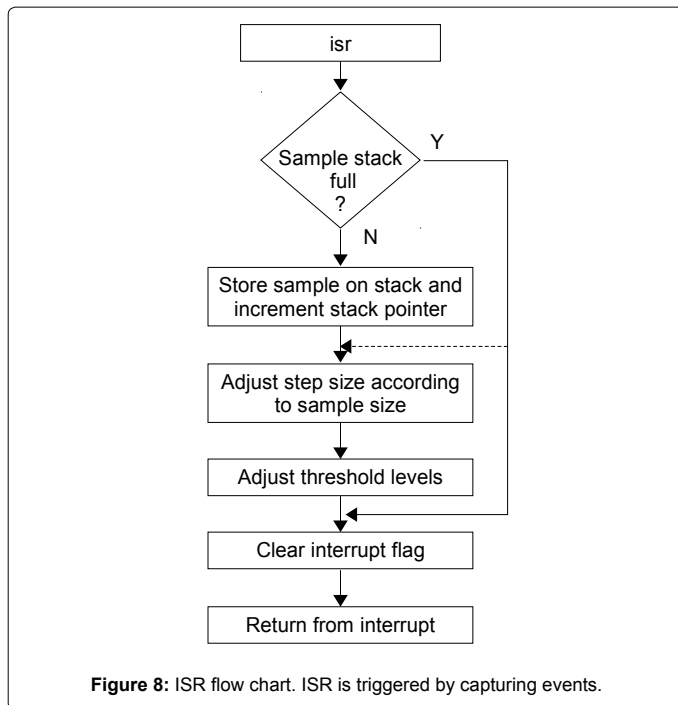 isr
Sample stack
full
?
Y
N
Store sample on stack and
increment stack pointer
Adjust step size according
to sample size
Adjust threshold levels
Clear interrupt flag
Return from interrupt
Figure 8: ISR flow chart. ISR is triggered by capturing events.